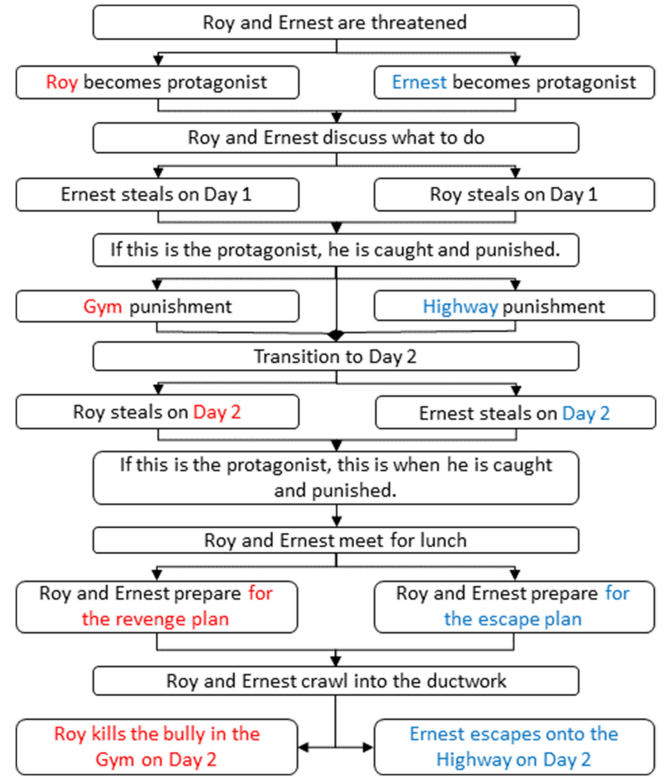 Roy and Ernest are threatened
Roy becomes protagonist
Ernest becomes protagonist
Roy and Ernest discuss what to do
Ernest steals on Day 1
Roy steals on Day 1
If this is the protagonist, he is caught and punished.
Gym punishment
Highway punishment
Transition to Day 2
Roy steals on Day 2
Ernest steals on Day 2
If this is the protagonist, this is when he is caught
and punished.
Roy and Ernest meet for lunch
Roy and Ernest prepare for
the revenge plan
Roy and Ernest prepare for
the escape plan
Roy and Ernest crawl into the ductwork
Roy kills the bully in the
Gym on Day 2
Ernest escapes onto the
Highway on Day 2